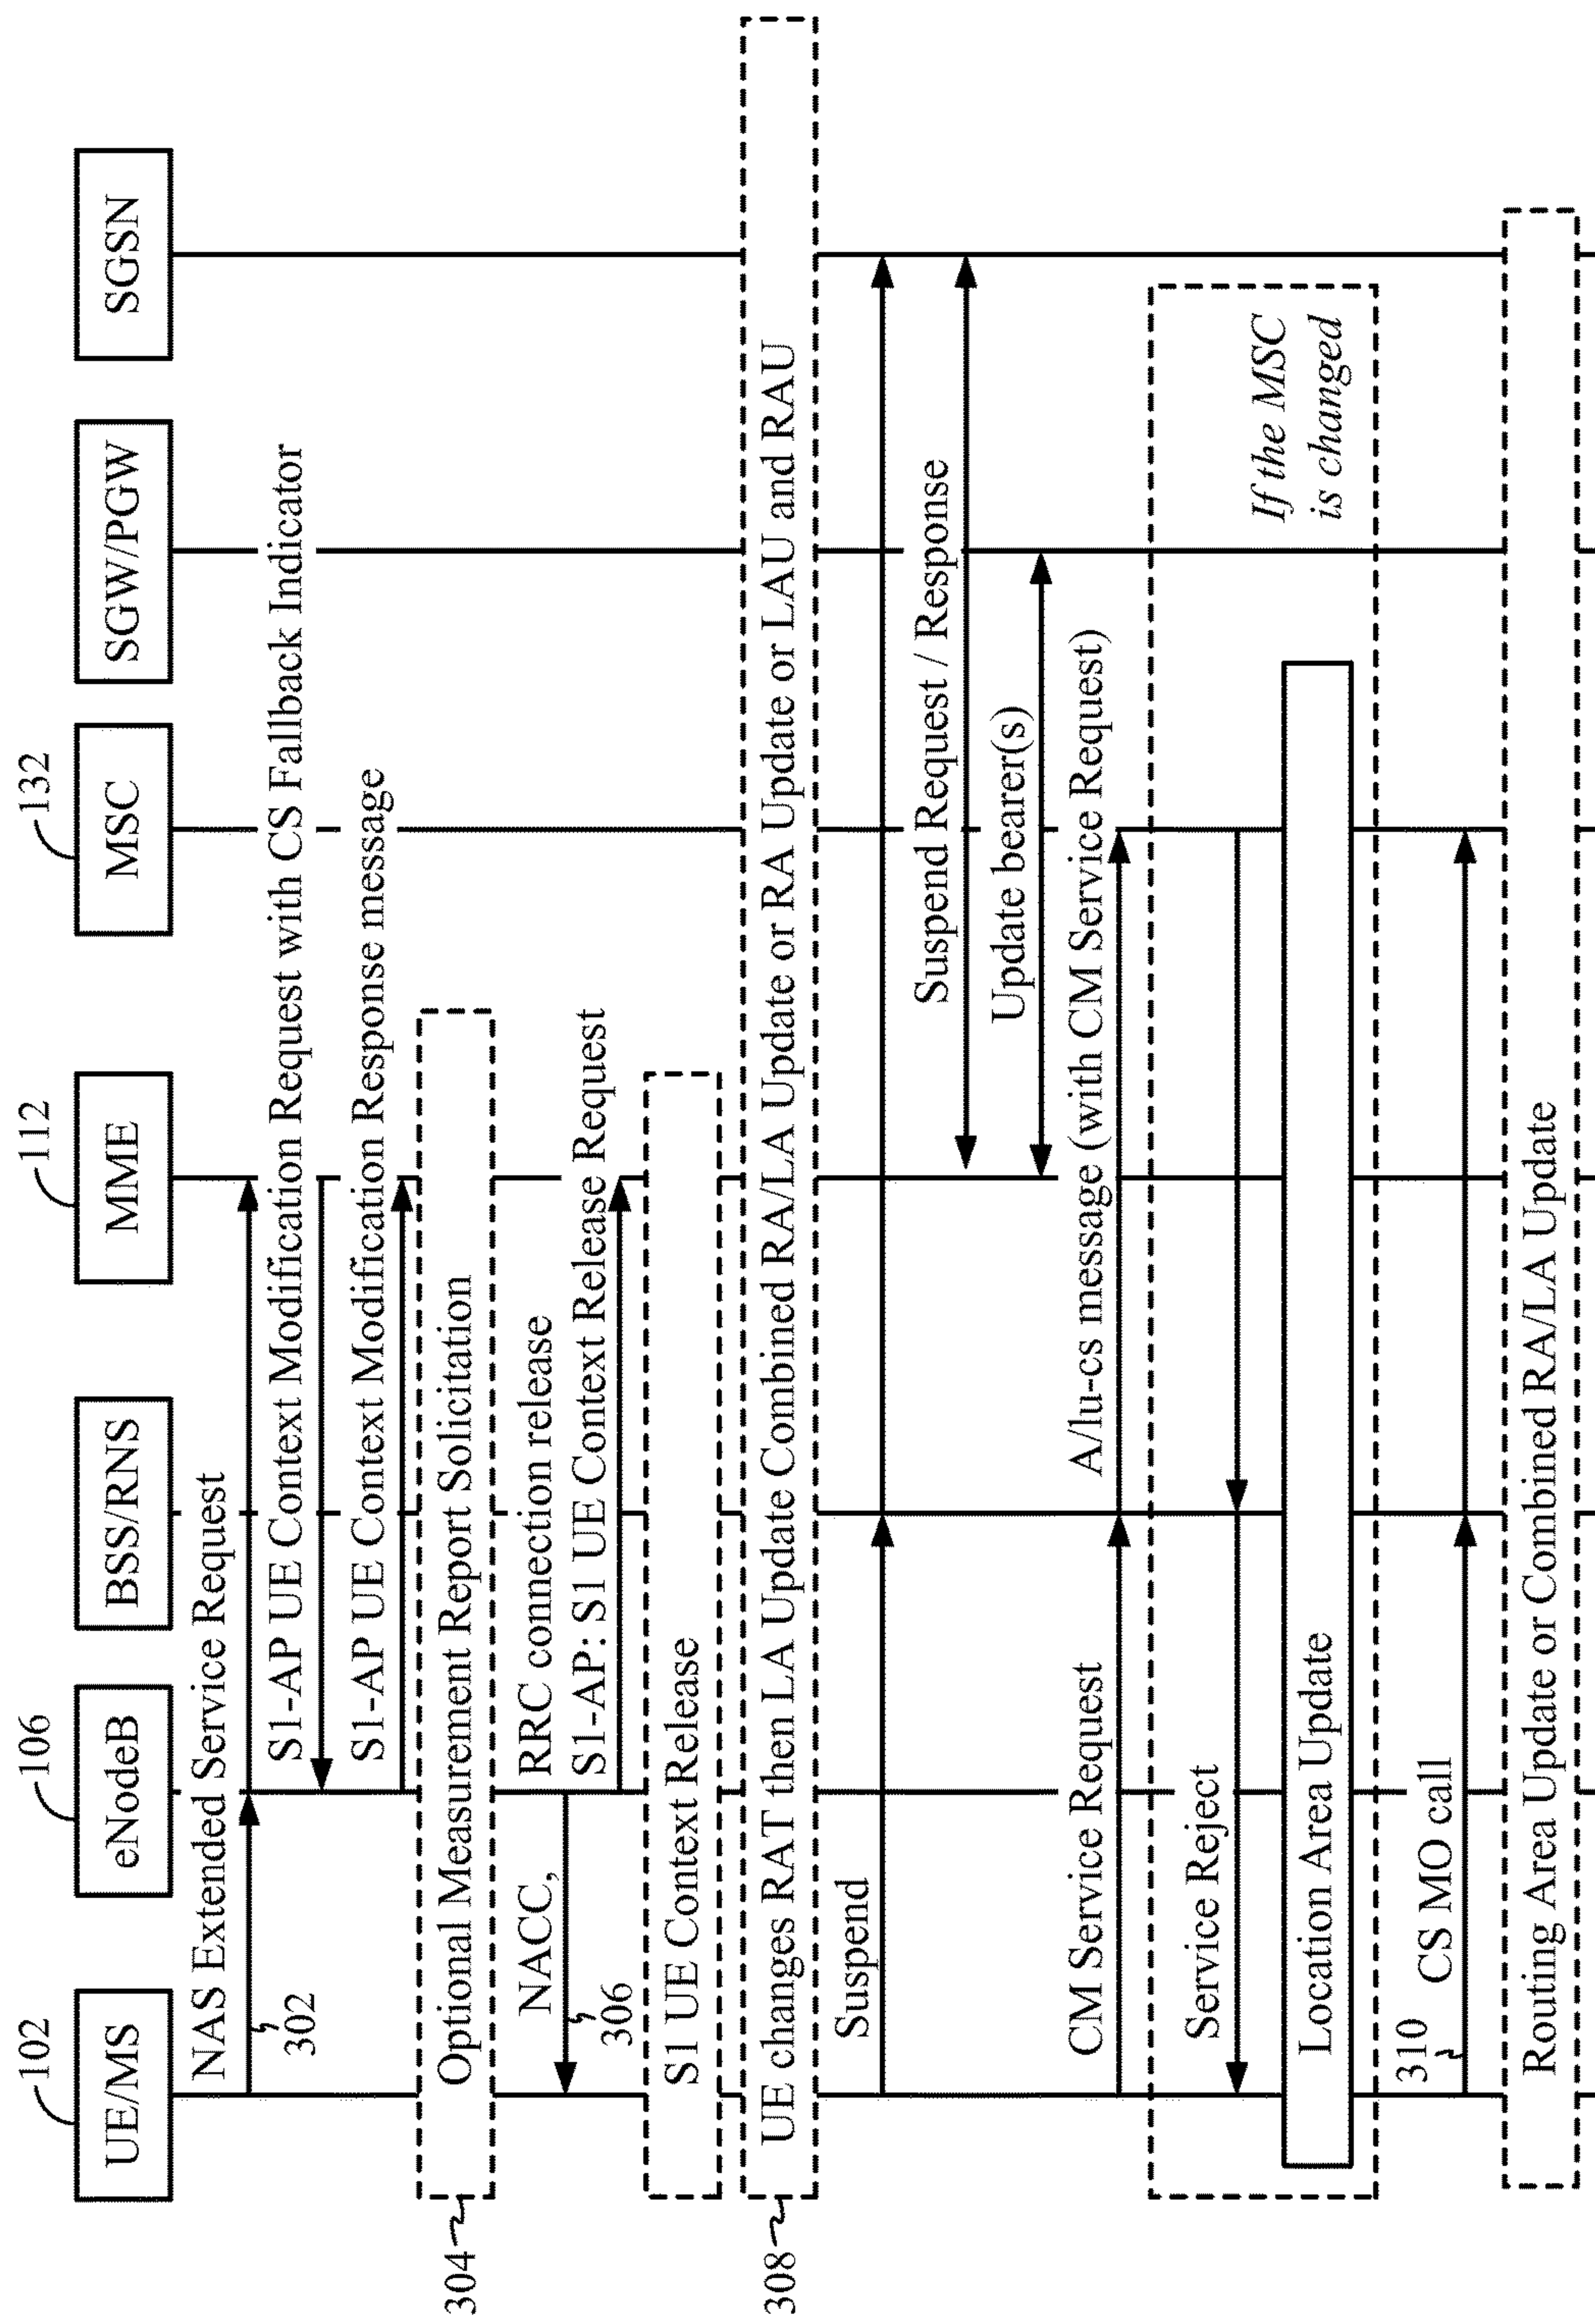 102
106
112
132
UE/MS
eNodeB
BSS/RNS
MME
MSC
SGW/PGW
SGSN
NAS Extended Service Request
302
S1-AP UE Context Modification Request with CS Fallback Indicator
S1-AP UE Context Modification Response message
304
Optional Measurement Report Solicitation
NACC,
RRC connection release
306
S1-AP: S1 UE Context Release Request
S1 UE Context Release
308
UE changes RAT then LA Update Combined RA/LA Update or RA Update or LAU and RAU
Suspend
Suspend Request / Response
Update bearer(s)
CM Service Request
A/lu-cs message (with CM Service Request)
Service Reject
If the MSC
is changed
Location Area Update
310
CS MO call
Routing Area Update or Combined RA/LA Update